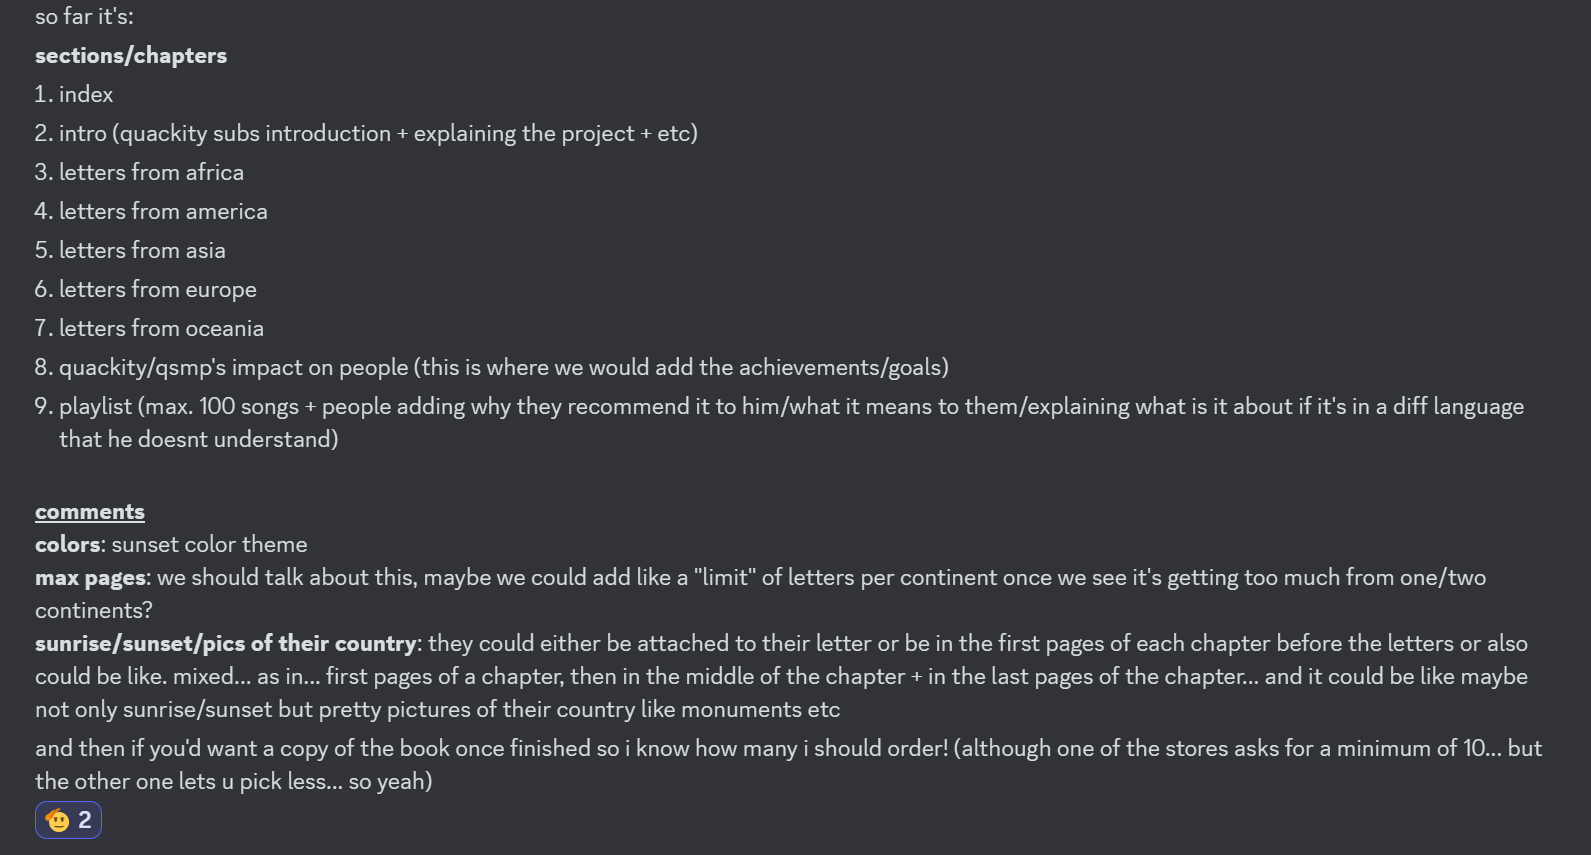 so far it's:
sections/chapters
1. index
2. intro (quackity subs introduction + explaining the project + etc)
3. letters from africa
4. letters from america
5. letters from asia
6. letters from europe
7. letters from oceania
8. quackity/qsmp's impact on people (this is where we would add the achievements/goals)
9. playlist (max. 100 songs + people adding why they recommend it to him/what it means to them/explaining what is it about if it's in a diff language
that he doesnt understand)
comments
colors: sunset color theme
max pages: we should talk about this, maybe we could add like a "limit" of letters per continent once we see it's getting too much from one/two
continents?
sunrise/sunset/pics of their country: they could either be attached to their letter or be in the first pages of each chapter before the letters or also
could be like. mixed... as in... first pages of a chapter, then in the middle of the chapter + in the last pages of the chapter... and it could be like maybe
not only sunrise/sunset but pretty pictures of their country like monuments etc
and then if you'd want a copy of the book once finished so i know how many i should order! (although one of the stores asks for a minimum of 10... but
the other one lets u pick less... so yeah)
2